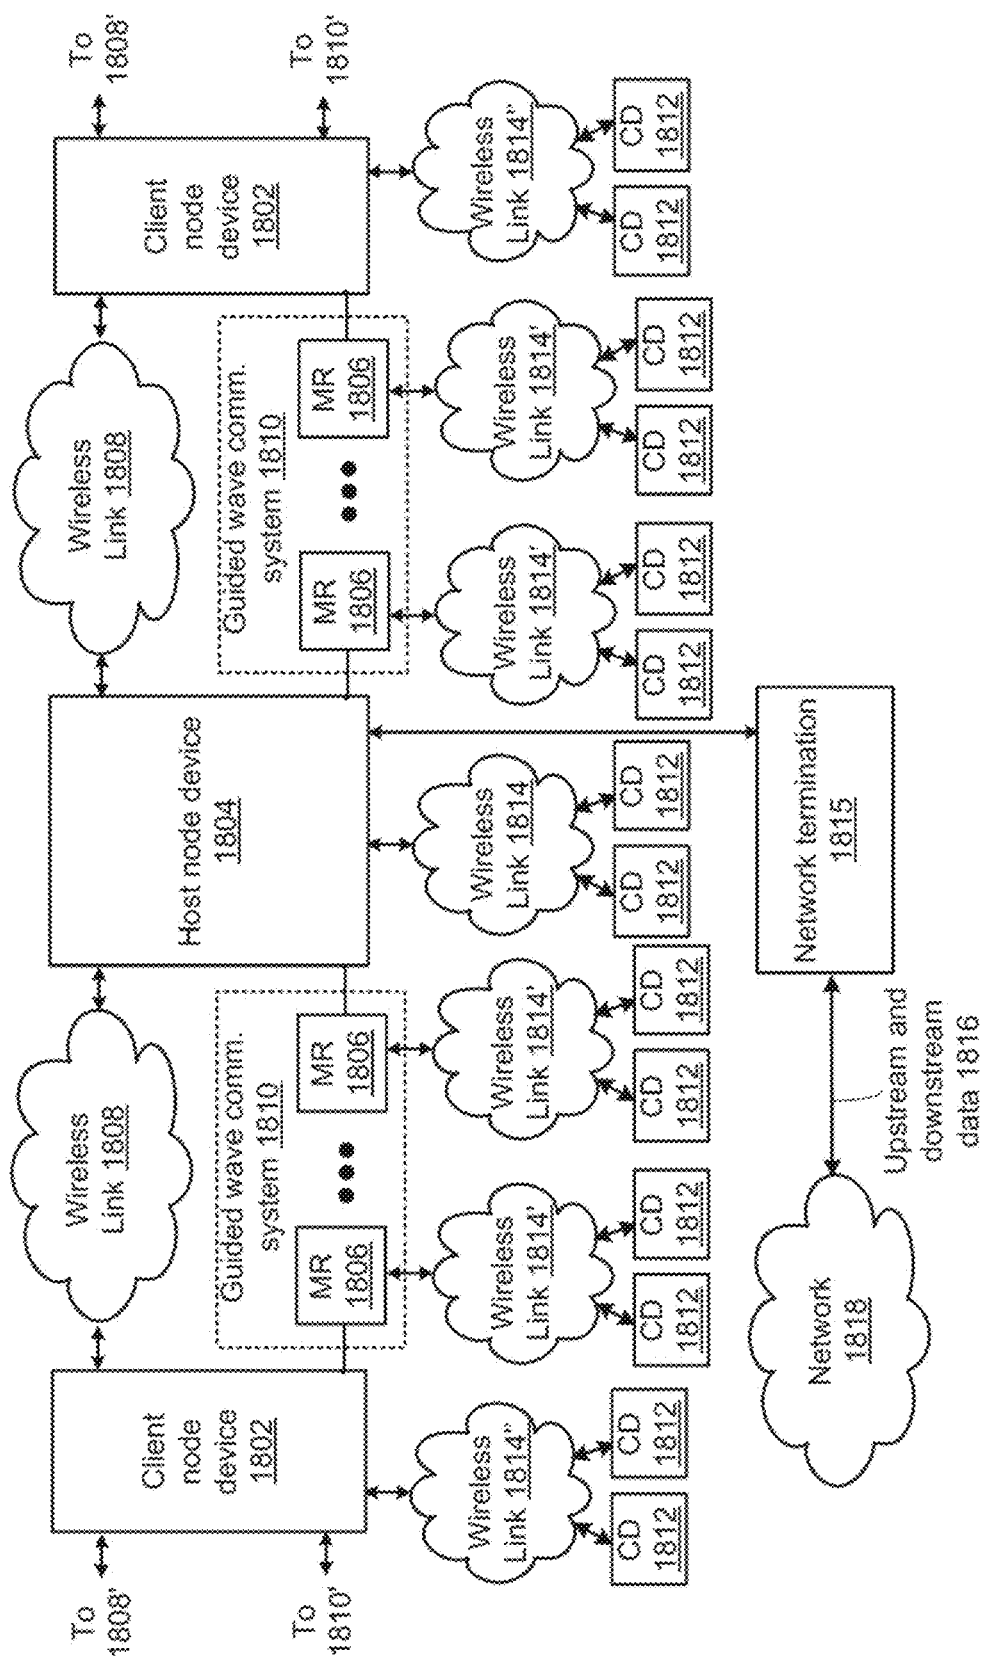 To
1808'
Wireless
Link 1808
Wireless
Link 1808
To
1808'
Client
node
device
1802
Host node device
1804
Client
node
device
1802
Guided wave comm.
system 1810
Guided wave comm.
system 1810
To
1810'
MR
1806
MR
1806
MR
1806
MR
1806
To
1810'
Wireless
Link 1814"
Wireless
Link 1814'
Wireless
Link 1814'
Wireless
Link 1814
Wireless
Link 1814'
Wireless
Link 1814'
Wireless
Link 1814"
CD
1812
CD
1812
CD
1812
CD
1812
CD
1812
CD
1812
CD
1812
CD
1812
CD
1812
CD
1812
CD
1812
CD
1812
CD
1812
CD
1812
Network
1818
Network termination
1815
Upstream and
downstream
data 1816